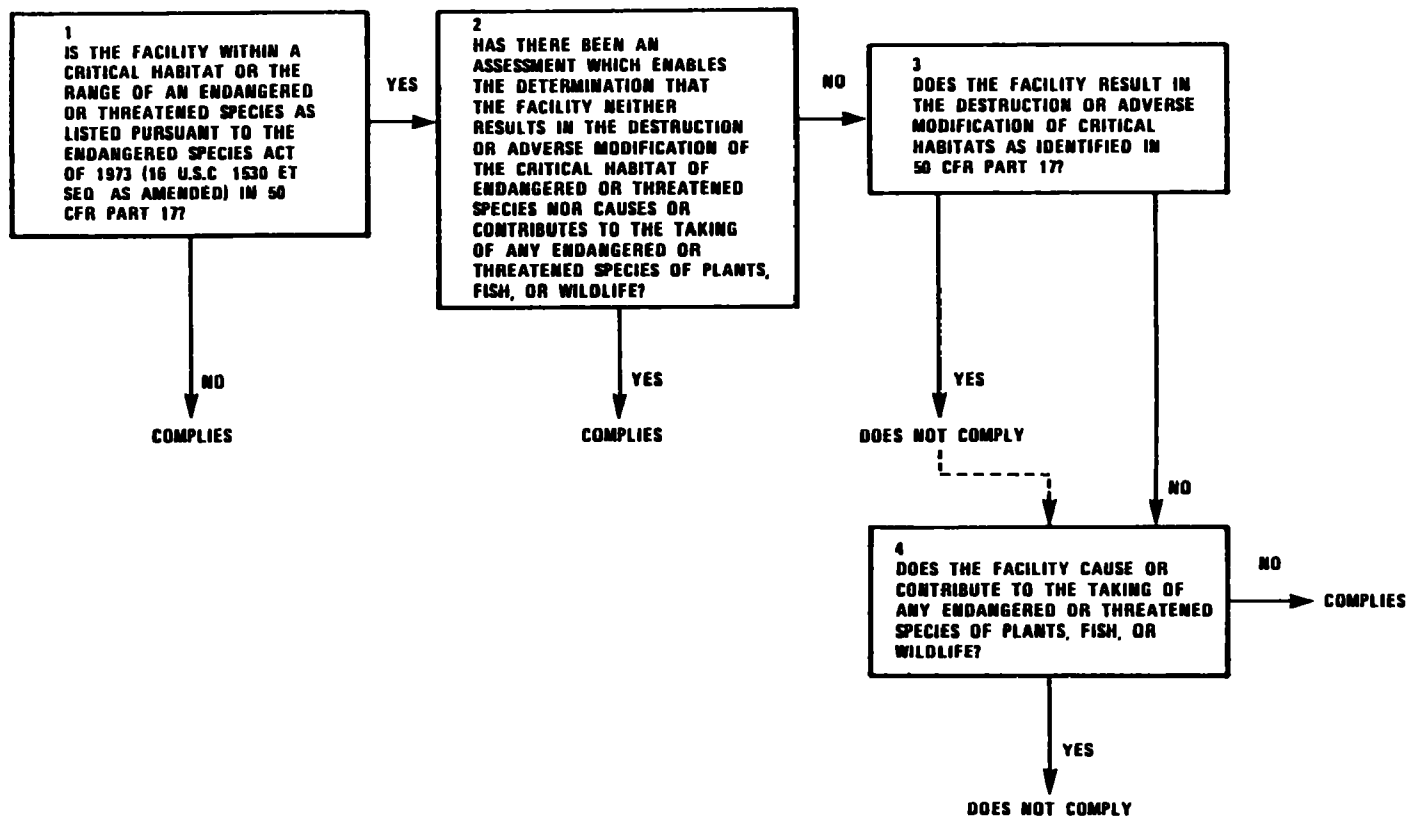 1
IS THE FACILITY WITHIN A
CRITICAL HABITAT OR THE
RANGE OF AN ENDANGERED
OR THREATENED SPECIES AS
LISTED PURSUANT TO THE
ENDANGERED SPECIES ACT
OF 1973 (16 U.S.C 1530 ET
SEQ AS AMENDED) IN 50
CFR PART 17?
YES
NO
COMPLIES
2
HAS THERE BEEN AN
ASSESSMENT WHICH ENABLES
THE DETERMINATION THAT
THE FACILITY NEITHER
RESULTS IN THE DESTRUCTION
OR ADVERSE MODIFICATION OF
THE CRITICAL HABITAT OF
ENDANGERED OR THREATENED
SPECIES NOR CAUSES OR
CONTRIBUTES TO THE TAKING
OF ANY ENDANGERED OR
THREATENED SPECIES OF PLANTS,
FISH, OR WILDLIFE?
NO
YES
COMPLIES
3
DOES THE FACILITY RESULT IN
THE DESTRUCTION OR ADVERSE
MODIFICATION OF CRITICAL
HABITATS AS IDENTIFIED IN
50 CFR PART 17?
YES
DOES NOT COMPLY
NO
4
DOES THE FACILITY CAUSE OR
CONTRIBUTE TO THE TAKING OF
ANY ENDANGERED OR THREATENED
SPECIES OF PLANTS, FISH, OR
WILDLIFE?
NO
COMPLIES
YES
DOES NOT COMPLY